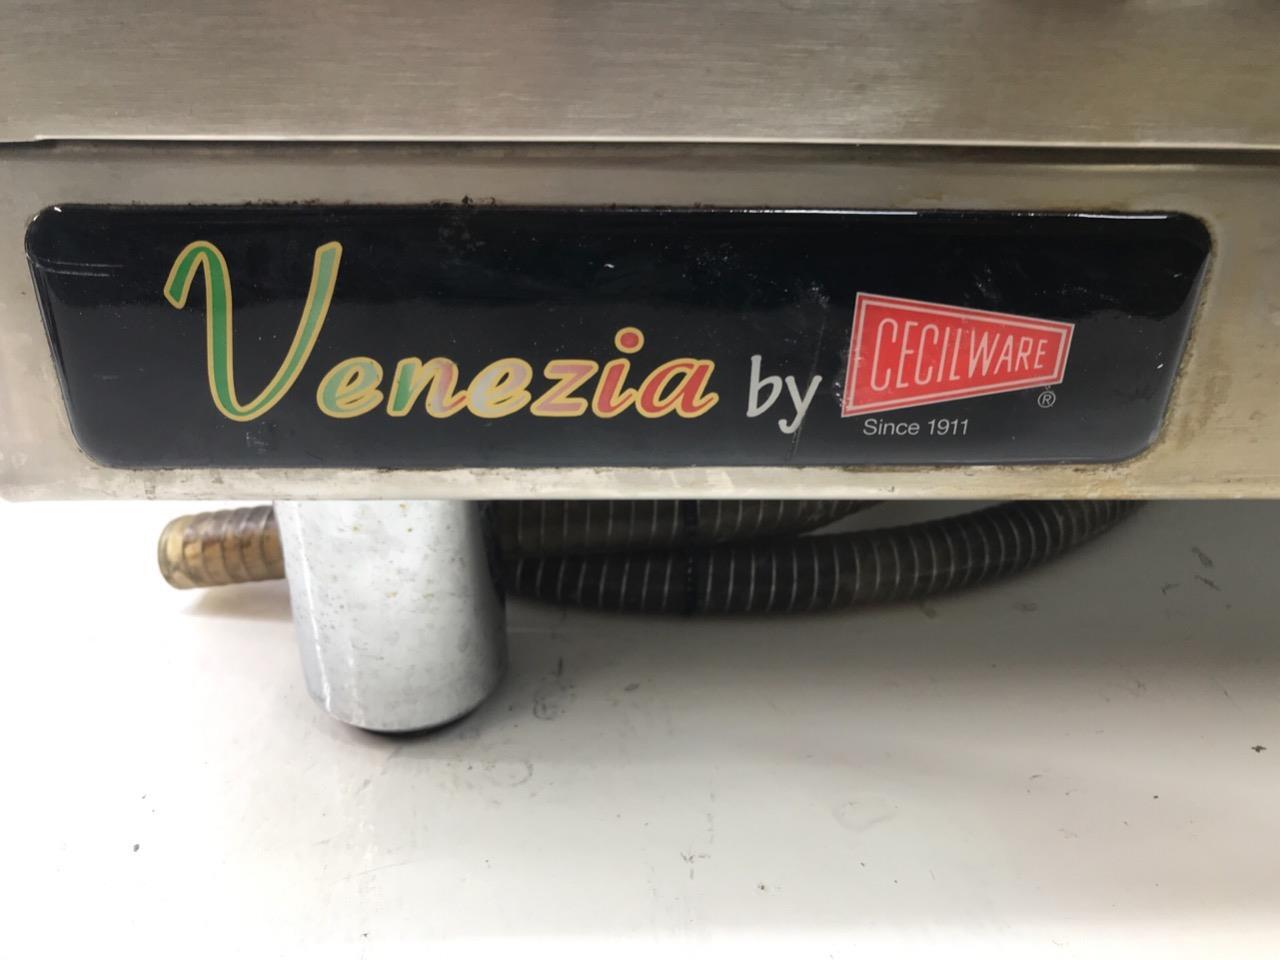 Venezia by CECILWARE ®
Since 1911